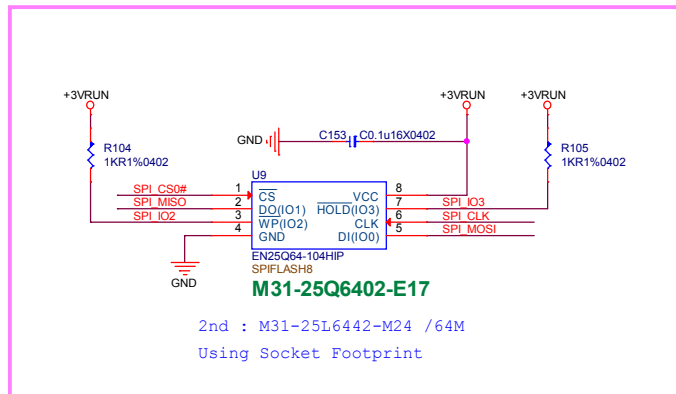 +3VRUN
+3VRUN
+3VRUN
GND
C153
C0.1u16X0402
R104
1KR1%0402
R105
1KR1%0402
U9
SPI_CS0#
1
CS
VCC
8
SPI_MISO
2
DO(IO1)
HOLD(IO3)
7
SPI_IO3
SPI_IO2
3
WP(IO2)
CLK
6
SPI_CLK
4
GND
DI(IO0)
5
SPI_MOSI
GND
EN25Q64-104HIP
SPIFLASH8
M31-25Q6402-E17
2nd : M31-25L6442-M24 /64M
Using Socket Footprint